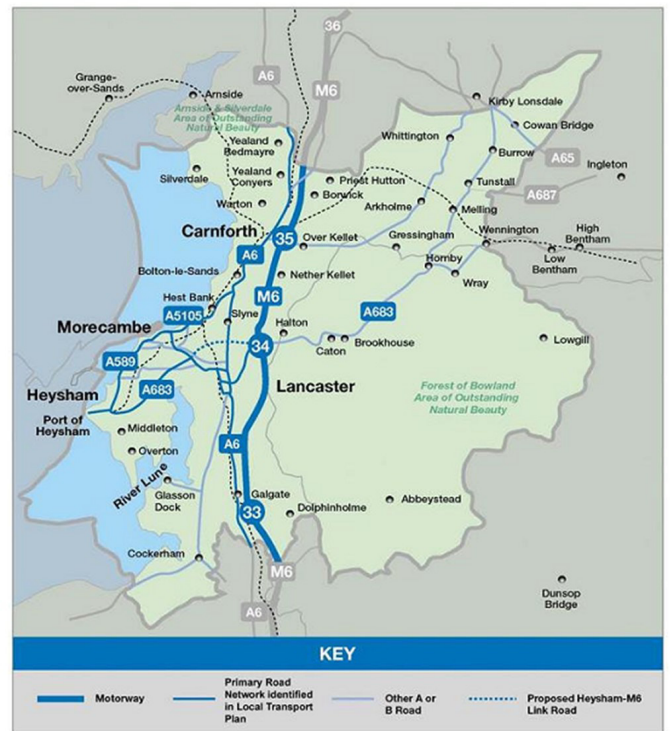 36
A6
M6
Grange-
over-Sands
Arnside
Arnside & Silverdale
Area of Outstanding
Natural Beauty
Kirby Lonsdale
Cowan Bridge
Whittington
Yealand
Redmayre
Burrow
A65
Ingleton
Silverdale
Yealand
Conyers
Priest Hutton
Tunstall
A687
Borwick
Warton
Arkholme
Melling
Carnforth
35
Over Kellet
Gressingham
Wennington
High
Bentham
A6
Hornby
Low
Bentham
Bolton-le-Sands
Nether Kellet
Wray
M6
Hest Bank
A5105
Slyne
A683
Morecambe
Halton
34
Caton
Brookhouse
Lowgill
A589
Heysham
A683
Lancaster
Forest of Bowland
Area of Outstanding
Natural Beauty
Port of
Heysham
Middleton
A6
Overton
River Lune
Glasson
Dock
Galgate
Abbeystead
33
Dolphinholme
Cockerham
M6
Dunsop
Bridge
A6
KEY
Motorway
Primary Road
Network identified
in Local Transport
Plan
Other A or
B Road
Proposed Heysham-M6
Link Road